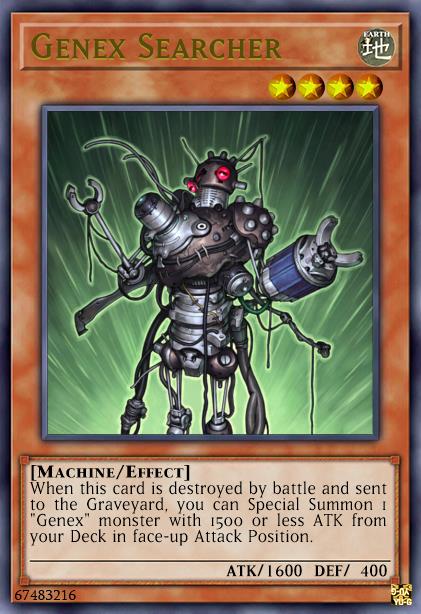 Genex Searcher
EARTH
地
[Machine/Effect]
When this card is destroyed by battle and sent
to the Graveyard, you can Special Summon 1
"Genex" monster with 1500 or less ATK from
your Deck in face-up Attack Position.
ATK/1600 DEF/ 400
67483216